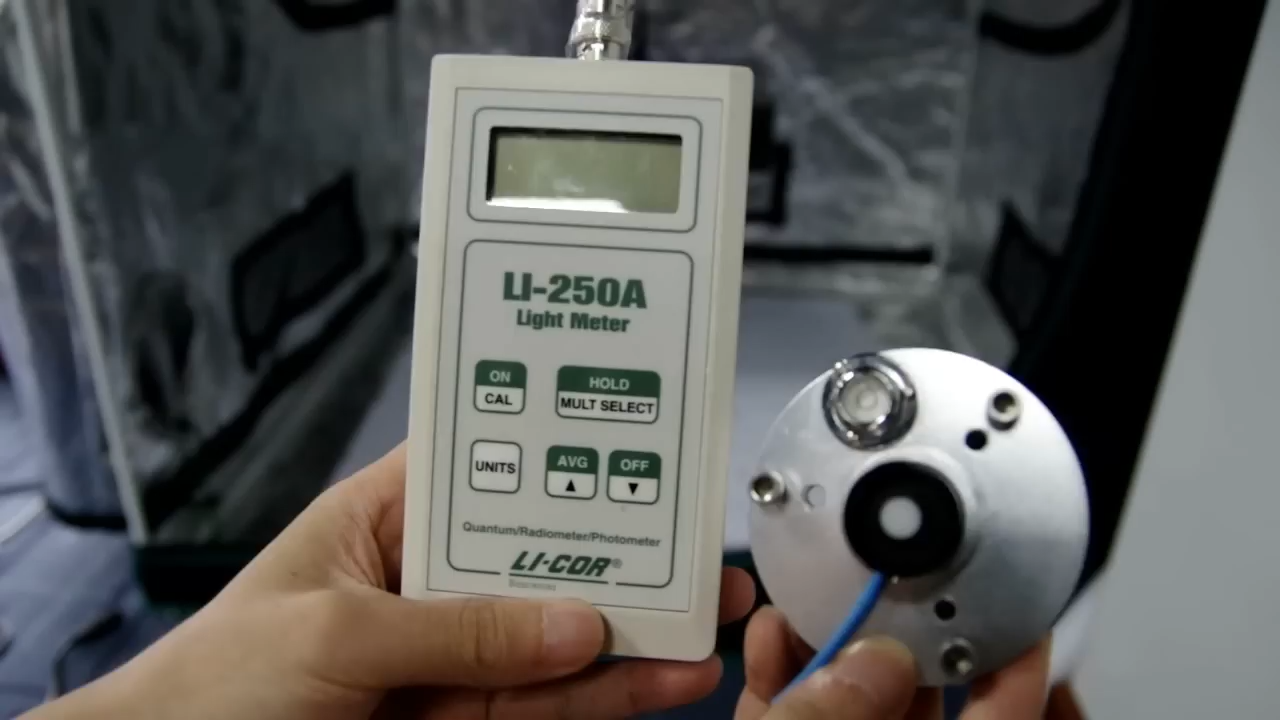 LI-250A
Light Meter
ON
CAL
HOLD
MULT SELECT
UNITS
AVG
OFF
Quantum/Radiometer/Photometer
LI-COR®